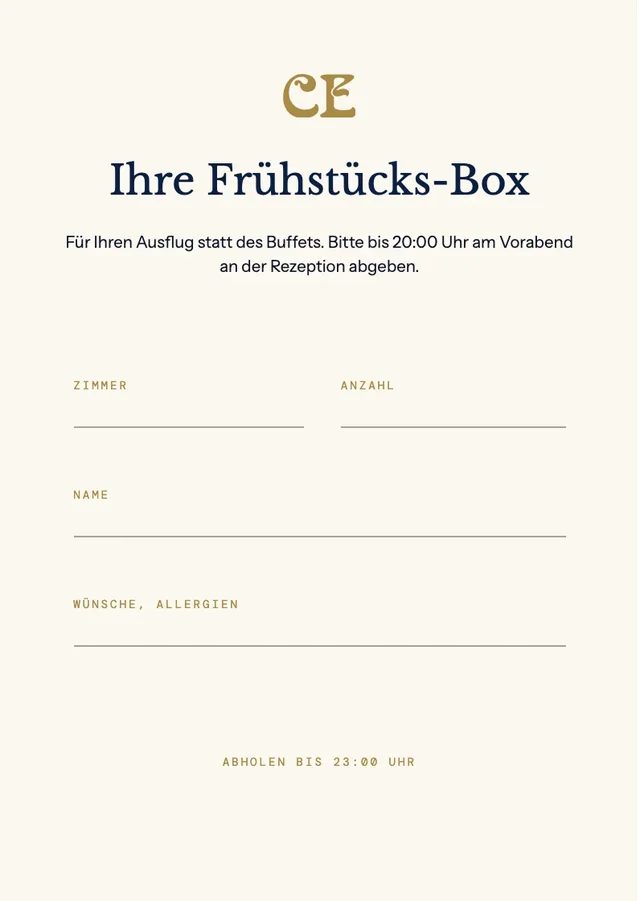 CE
Ihre Frühstücks-Box
Für Ihren Ausflug statt des Buffets. Bitte bis 20:00 Uhr am Vorabend
an der Rezeption abgeben.
ZIMMER ANZAHL
NAME
WÜNSCHE, ALLERGIEN
ABHOLEN BIS 23:00 UHR